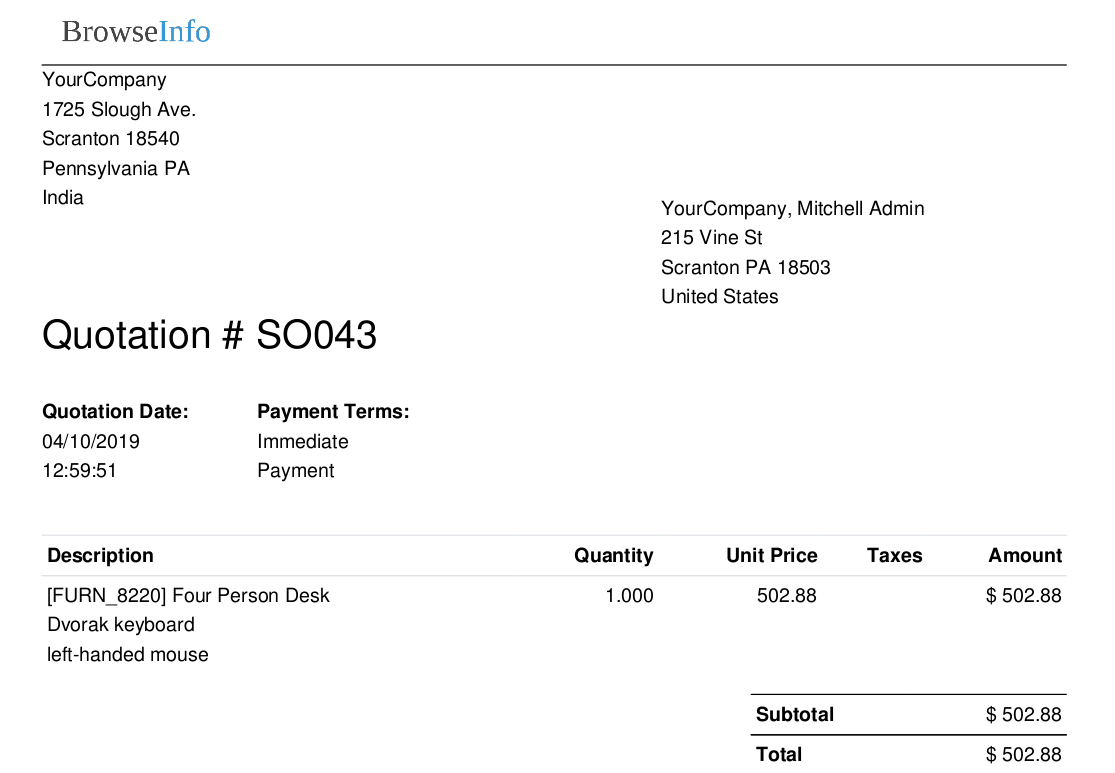 BrowseInfo
YourCompany
1725 Slough Ave.
Scranton 18540
Pennsylvania PA
India
YourCompany, Mitchell Admin
215 Vine St
Scranton PA 18503
United States
Quotation # SO043
Quotation Date: Payment Terms:
04/10/2019 Immediate
12:59:51 Payment
Description Quantity Unit Price Taxes Amount
[FURN_8220] Four Person Desk 1.000 502.88 $ 502.88
Dvorak keyboard
left-handed mouse
Subtotal $ 502.88
Total $ 502.88